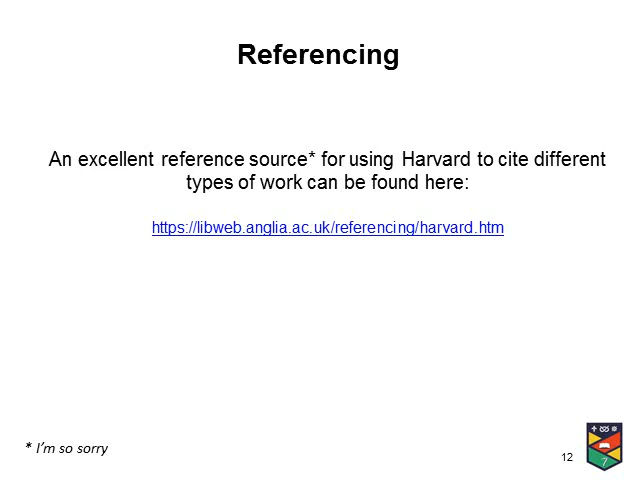 Referencing
An excellent reference source* for using Harvard to cite different
types of work can be found here:
https://libweb.anglia.ac.uk/referencing/harvard.htm
* I'm so sorry
12